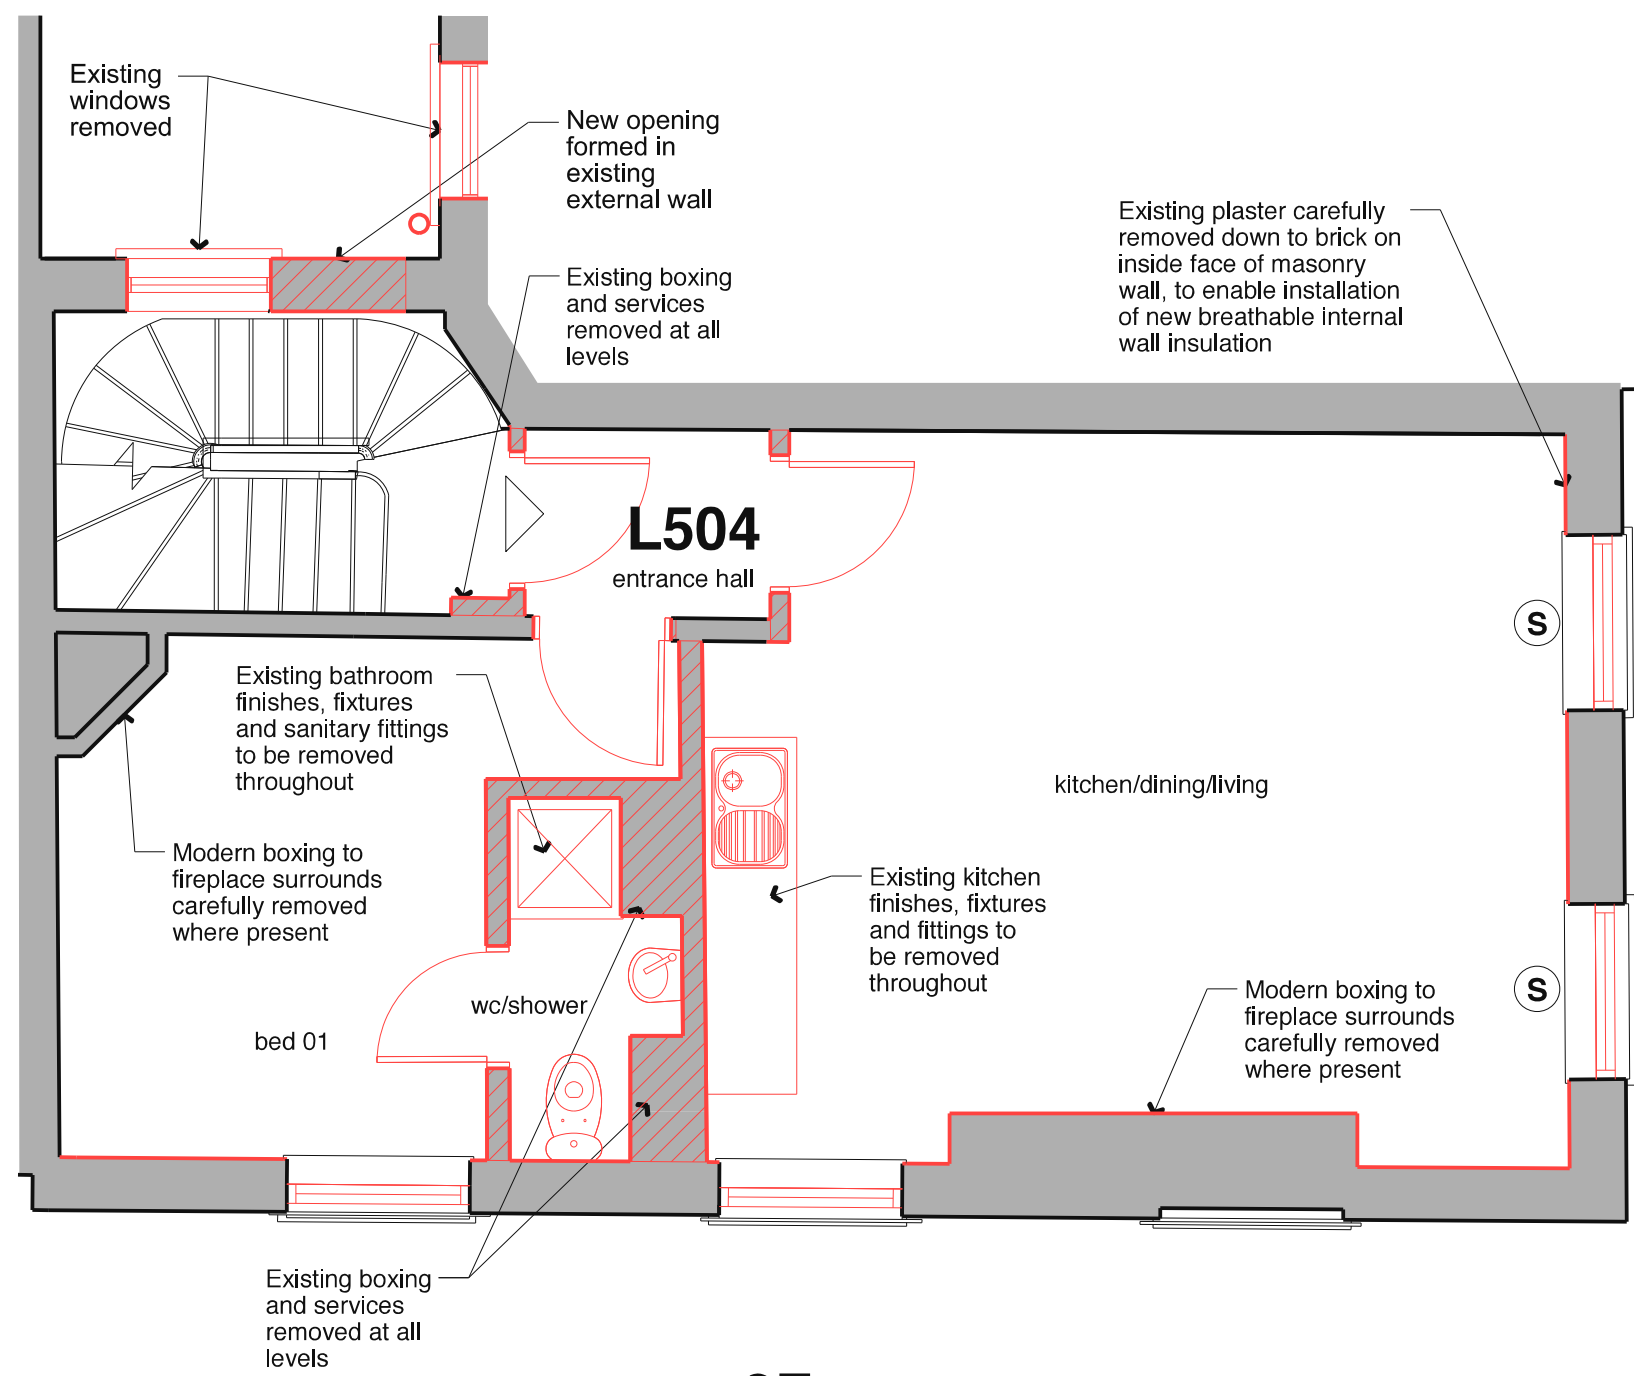 Existing
windows
removed
New opening
formed in
existing
external wall
Existing plaster carefully
removed down to brick on
inside face of masonry
wall, to enable installation
of new breathable internal
wall insulation
Existing boxing
and services
removed at all
levels
L504
entrance hall
S
Existing bathroom
finishes, fixtures
and sanitary fittings
to be removed
throughout
kitchen/dining/living
Modern boxing to
fireplace surrounds
carefully removed
where present
Existing kitchen
finishes, fixtures
and fittings to
be removed
throughout
S
wc/shower
bed 01
Modern boxing to
fireplace surrounds
carefully removed
where present
Existing boxing
and services
removed at all
levels